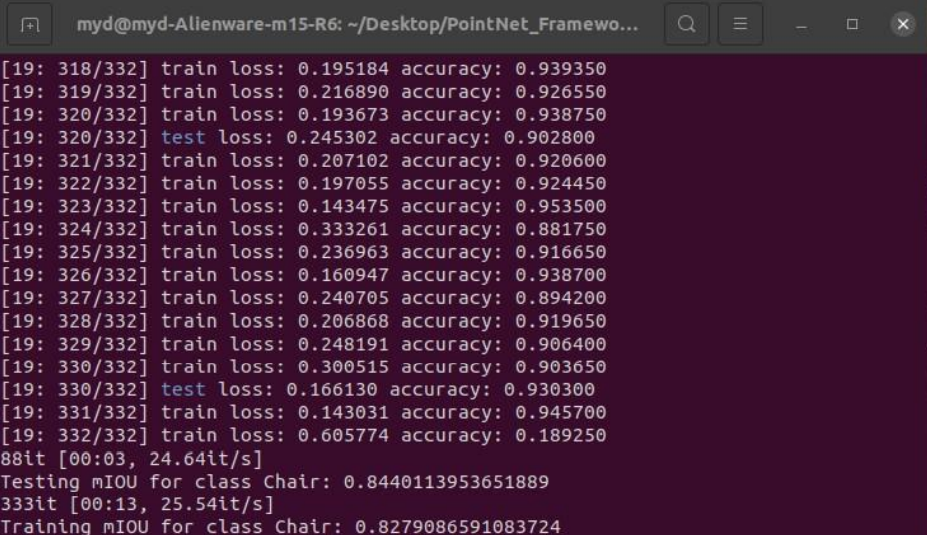 myd@myd-Alienware-m15-R6: ~/Desktop/PointNet_Framewo...
[19: 318/332] train loss: 0.195184 accuracy: 0.939350
[19: 319/332] train loss: 0.216890 accuracy: 0.926550
[19: 320/332] train loss: 0.193673 accuracy: 0.938750
[19: 320/332] test loss: 0.245302 accuracy: 0.902800
[19: 321/332] train loss: 0.207102 accuracy: 0.920600
[19: 322/332] train loss: 0.197055 accuracy: 0.924450
[19: 323/332] train loss: 0.143475 accuracy: 0.953500
[19: 324/332] train loss: 0.333261 accuracy: 0.881750
[19: 325/332] train loss: 0.236963 accuracy: 0.916650
[19: 326/332] train loss: 0.160947 accuracy: 0.938700
[19: 327/332] train loss: 0.240705 accuracy: 0.894200
[19: 328/332] train loss: 0.206868 accuracy: 0.919650
[19: 329/332] train loss: 0.248191 accuracy: 0.906400
[19: 330/332] train loss: 0.300515 accuracy: 0.903650
[19: 330/332] test loss: 0.166130 accuracy: 0.930300
[19: 331/332] train loss: 0.143031 accuracy: 0.945700
[19: 332/332] train loss: 0.605774 accuracy: 0.189250
88it [00:03, 24.64it/s]
Testing mIOU for class Chair: 0.8440113953651889
333it [00:13, 25.54it/s]
Training mIOU for class Chair: 0.8279086591083724